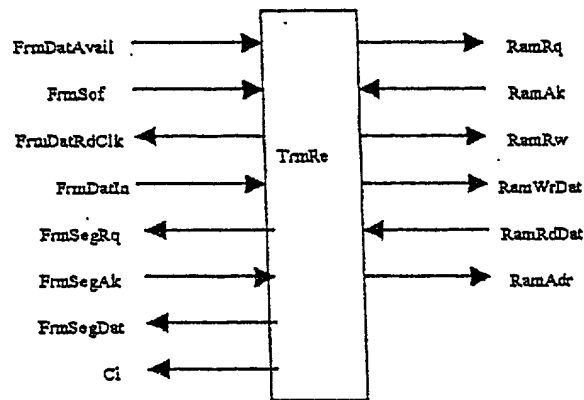 FrmDatAvail
FrmSof
FrmDatRdClk
FrmDatIn
FrmSegRq
FrmSegAk
FrmSegDat
Ci
TrmRe
RamRq
RamAk
RamRw
RamWrDat
RamRdDat
RamAdr